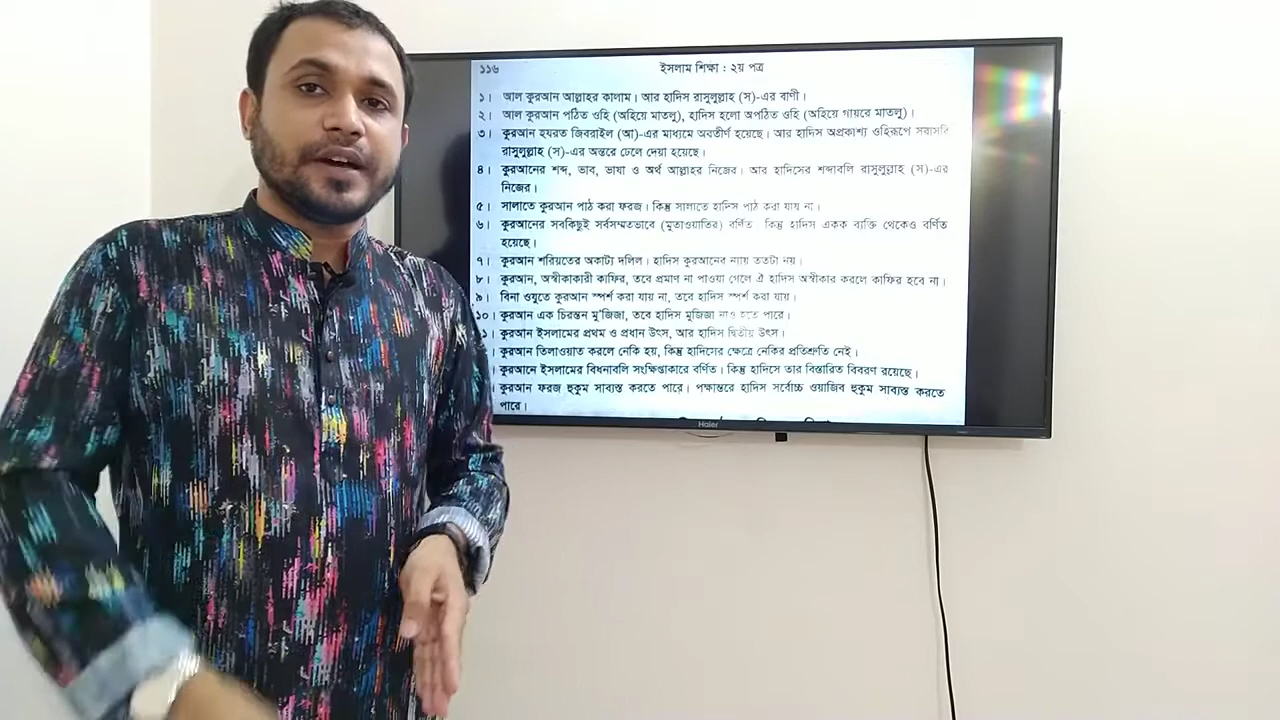 ১১৬
ইসলাম শিক্ষা : ২য় পত্র
১। আল কুরআন আল্লাহর কালাম। আর হাদিস রাসুলুল্লাহ (স)-এর বাণী।
২। আল কুরআন পঠিত ওহি (অহিয়ে মাতলু), হাদিস হলো অপঠিত ওহি (অহিয়ে গায়রে মাতলু)।
৩। কুরআন হযরত জিবরাইল (আ)-এর মাধ্যমে অবতীর্ণ হয়েছে। আর হাদিস অপ্রকাশ্য ওহিরূপে সরাসরি
রাসুলুল্লাহ (স)-এর অন্তরে ঢেলে দেয়া হয়েছে।
৪। কুরআনের শব্দ, ভাব, ভাষা ও অর্থ আল্লাহর নিজের। আর হাদিসের শব্দাবলি রাসুলুল্লাহ (স)-এর
নিজের।
৫। সালাতে কুরআন পাঠ করা ফরজ। কিন্তু সালাতে হাদিস পাঠ করা যায় না।
৬। কুরআনের সবকিছুই সর্বসম্মতভাবে (মুতাওয়াতির) বর্ণিত কিন্তু হাদিস একক ব্যক্তি থেকেও বর্ণিত
হয়েছে।
৭। কুরআন শরিয়তের অকাট্য দলিল। হাদিস কুরআনের ন্যায় ততটা নয়।
৮। কুরআন, অস্বীকাকারী কাফির, তবে প্রমাণ না পাওয়া গেলে ঐ হাদিস অস্বীকার করলে কাফির হবে না।
৯। বিনা ওযুতে কুরআন স্পর্শ করা যায় না, তবে হাদিস স্পর্শ করা যায়।
১০। কুরআন এক চিরন্তন মু'জিজা, তবে হাদিস মুজিজা নাও হতে পারে।
১। কুরআন ইসলামের প্রথম ও প্রধান উৎস, আর হাদিস দ্বিতীয় উৎস।
। কুরআন তিলাওয়াত করলে নেকি হয়, কিন্তু হাদিসের ক্ষেত্রে নেকির প্রতিশ্রুতি নেই।
। কুরআনে ইসলামের বিধনাবলি সংক্ষিপ্তাকারে বর্ণিত। কিন্তু হাদিসে তার বিস্তারিত বিবরণ রয়েছে।
কুরআন ফরজ হুকুম সাব্যস্ত করতে পারে। পক্ষান্তরে হাদিস সর্বোচ্চ ওয়াজিব হুকুম সাব্যস্ত করতে
পারে।
Haier